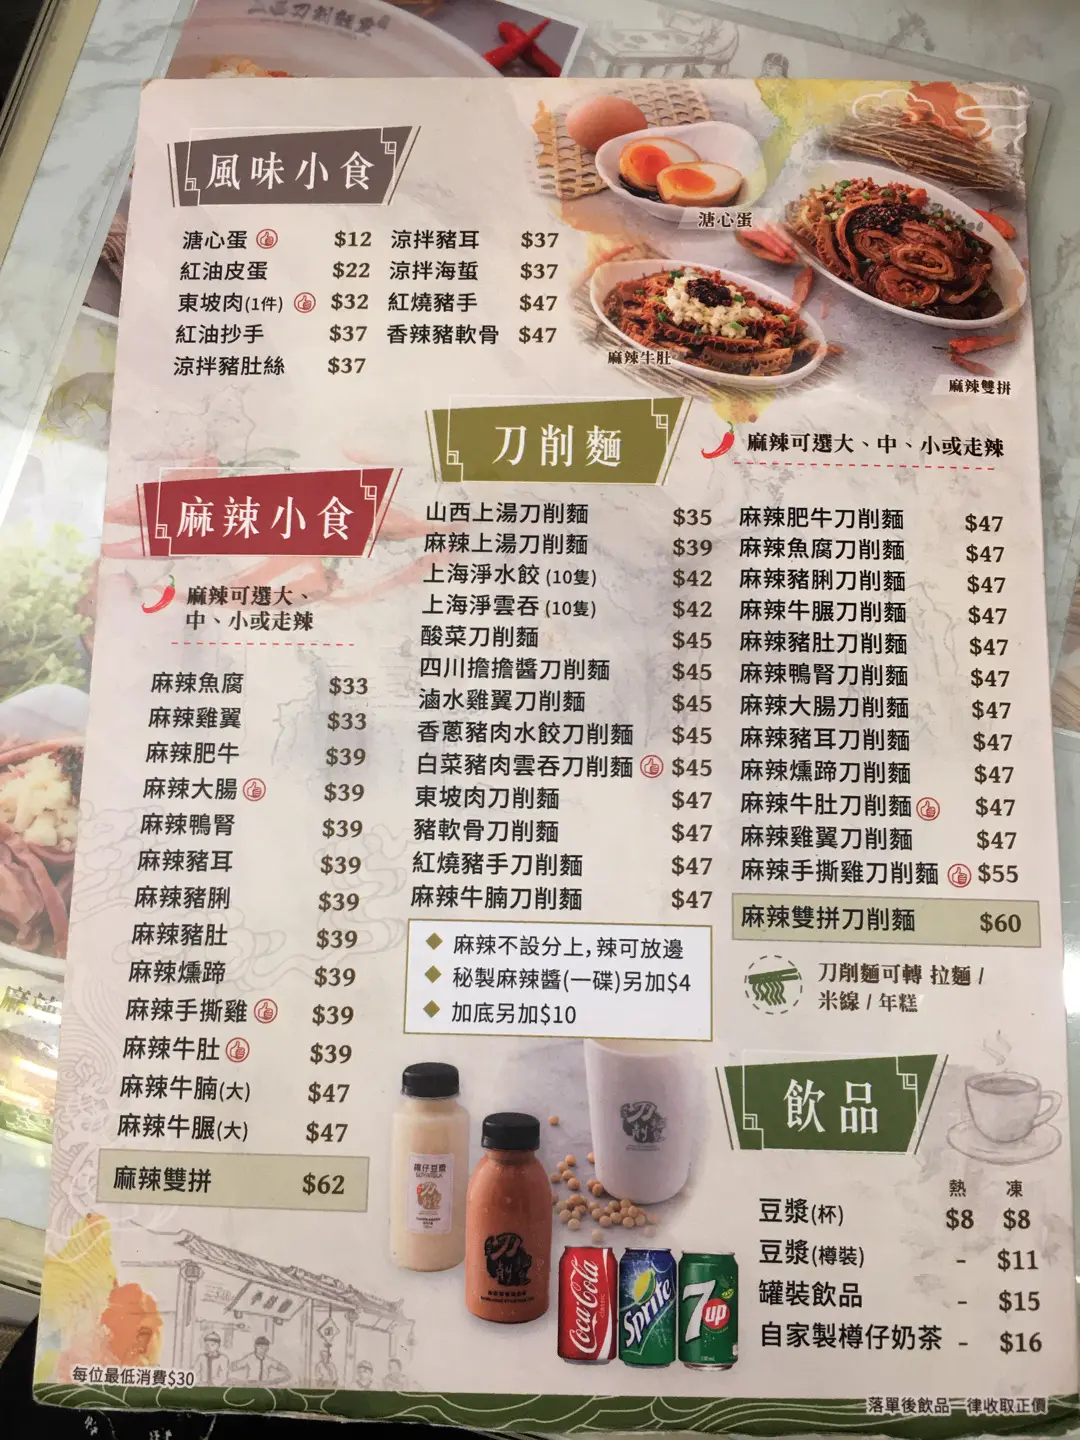 風味小食
溏心蛋 $12
紅油皮蛋 $22
東坡肉(1件) $32
紅油抄手 $37
涼拌豬肚絲 $37
涼拌豬耳 $37
涼拌海蜇 $37
紅燒豬手 $47
香辣豬軟骨 $47
溏心蛋
麻辣牛肚
麻辣雙拼
麻辣小食
麻辣可選大、
中、小或走辣
麻辣魚腐 $33
麻辣雞翼 $33
麻辣肥牛 $39
麻辣大腸 $39
麻辣鴨腎 $39
麻辣豬耳 $39
麻辣豬脷 $39
麻辣豬肚 $39
麻辣燻蹄 $39
麻辣手撕雞 $39
麻辣牛肚 $39
麻辣牛腩(大) $47
麻辣牛𦟌(大) $47
麻辣雙拼 $62
刀削麵
麻辣可選大、中、小或走辣
山西上湯刀削麵 $35
麻辣上湯刀削麵 $39
上海淨水餃(10隻) $42
上海淨雲吞(10隻) $42
酸菜刀削麵 $45
四川擔擔醬刀削麵 $45
滷水雞翼刀削麵 $45
香蔥豬肉水餃刀削麵 $45
白菜豬肉雲吞刀削麵 $45
東坡肉刀削麵 $47
豬軟骨刀削麵 $47
紅燒豬手刀削麵 $47
麻辣牛腩刀削麵 $47
麻辣肥牛刀削麵 $47
麻辣魚腐刀削麵 $47
麻辣豬脷刀削麵 $47
麻辣牛𦟌刀削麵 $47
麻辣豬肚刀削麵 $47
麻辣鴨腎刀削麵 $47
麻辣大腸刀削麵 $47
麻辣豬耳刀削麵 $47
麻辣燻蹄刀削麵 $47
麻辣牛肚刀削麵 $47
麻辣雞翼刀削麵 $47
麻辣手撕雞刀削麵 $55
麻辣雙拼刀削麵 $60
◆ 麻辣不設分上,辣可放邊
◆ 秘製麻辣醬(一碟)另加$4
◆ 加底另加$10
刀削麵可轉 拉麵 /
米線 / 年糕
飲品
熱 凍
豆漿(杯) $8 $8
豆漿(樽裝) - $11
罐裝飲品 - $15
自家製樽仔奶茶 - $16
樽仔豆漿
刀削
刀削
Coca-Cola
Sprite
7up
每位最低消費$30
落單後飲品一律收取正價